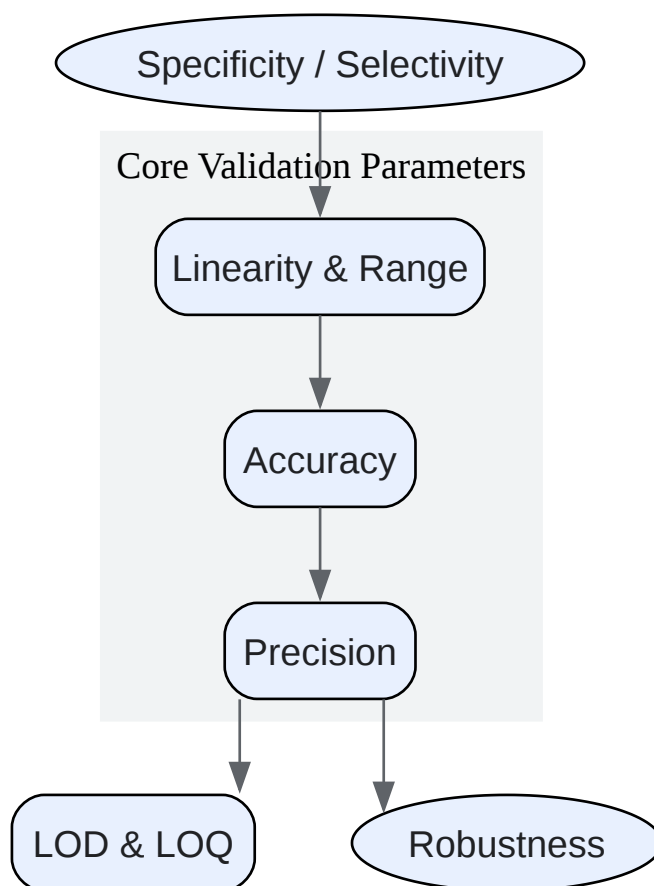 Specificity / Selectivity
Core Validation Parameters
Linearity & Range
Accuracy
Precision
LOD & LOQ
Robustness